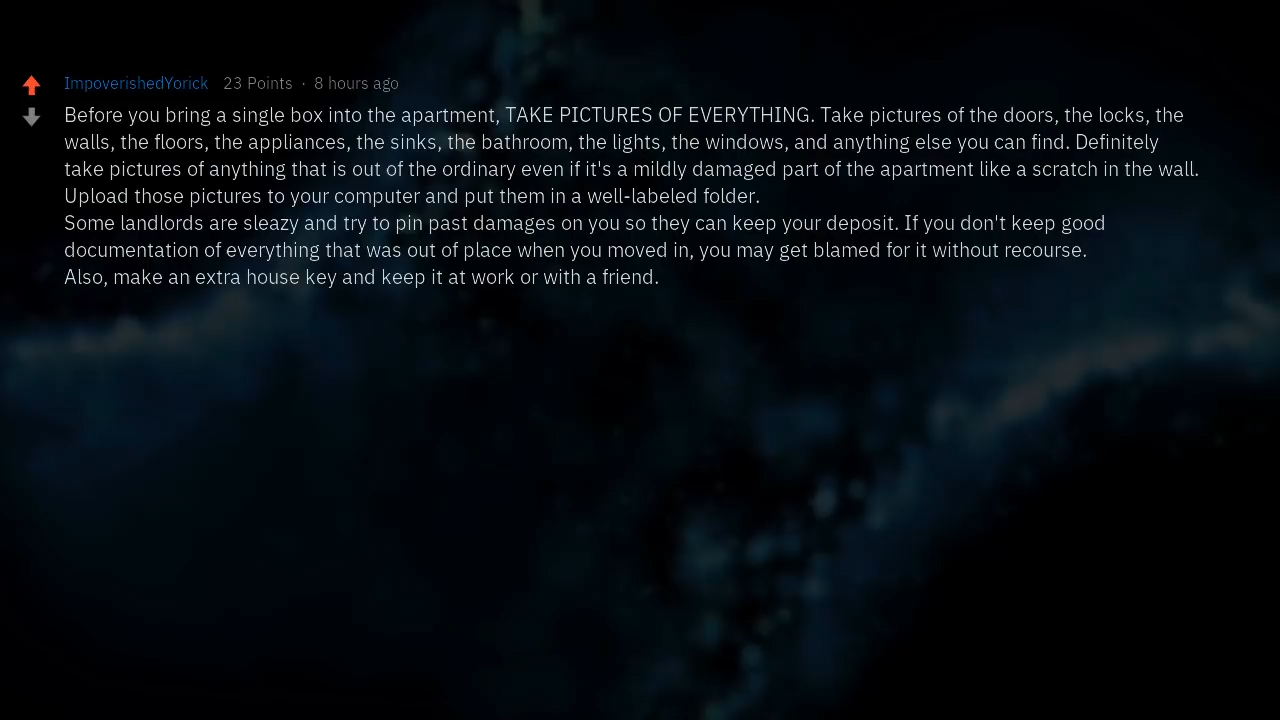 ImpoverishedYorick 23 Points · 8 hours ago
Before you bring a single box into the apartment, TAKE PICTURES OF EVERYTHING. Take pictures of the doors, the locks, the
walls, the floors, the appliances, the sinks, the bathroom, the lights, the windows, and anything else you can find. Definitely
take pictures of anything that is out of the ordinary even if it's a mildly damaged part of the apartment like a scratch in the wall.
Upload those pictures to your computer and put them in a well-labeled folder.
Some landlords are sleazy and try to pin past damages on you so they can keep your deposit. If you don't keep good
documentation of everything that was out of place when you moved in, you may get blamed for it without recourse.
Also, make an extra house key and keep it at work or with a friend.